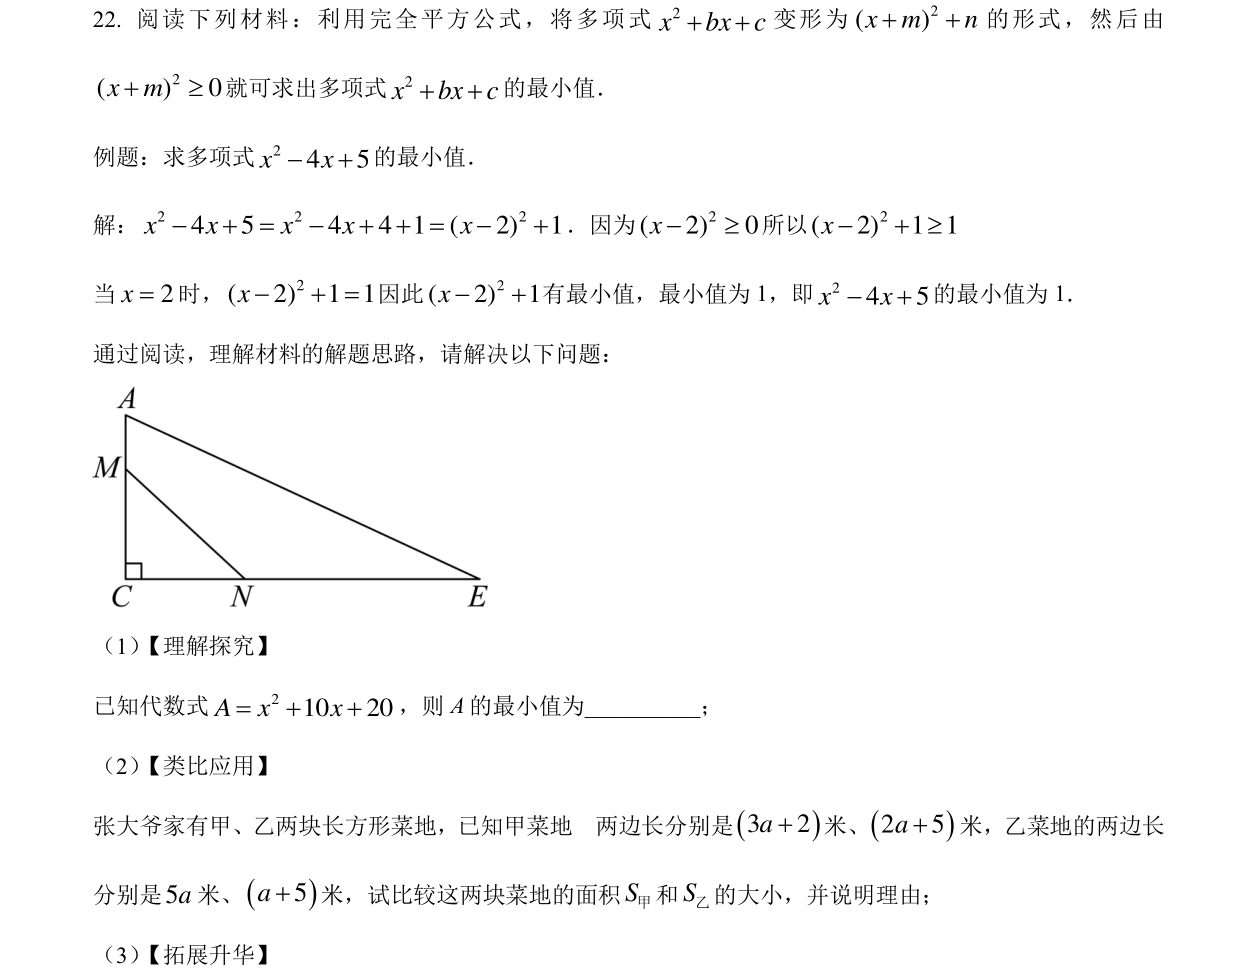 22. 阅读下列材料：利用完全平方公式，将多项式 x² + bx + c 变形为 (x + m)² + n 的形式，然后由
(x + m)² ≥ 0就可求出多项式 x² + bx + c 的最小值．
例题：求多项式 x² − 4x + 5 的最小值．
解：x² − 4x + 5 = x² − 4x + 4 + 1 = (x − 2)² + 1．因为 (x − 2)² ≥ 0所以 (x − 2)² + 1 ≥ 1
当 x = 2 时，(x − 2)² + 1 = 1因此 (x − 2)² + 1有最小值，最小值为 1，即 x² − 4x + 5 的最小值为 1．
通过阅读，理解材料的解题思路，请解决以下问题：
A
M
C N E
（1）【理解探究】
已知代数式 A = x² + 10x + 20，则 A 的最小值为__________；
（2）【类比应用】
张大爷家有甲、乙两块长方形菜地，已知甲菜地 两边长分别是(3a + 2)米、(2a + 5)米，乙菜地的两边长
分别是5a 米、(a + 5)米，试比较这两块菜地的面积 S甲 和 S乙 的大小，并说明理由；
（3）【拓展升华】